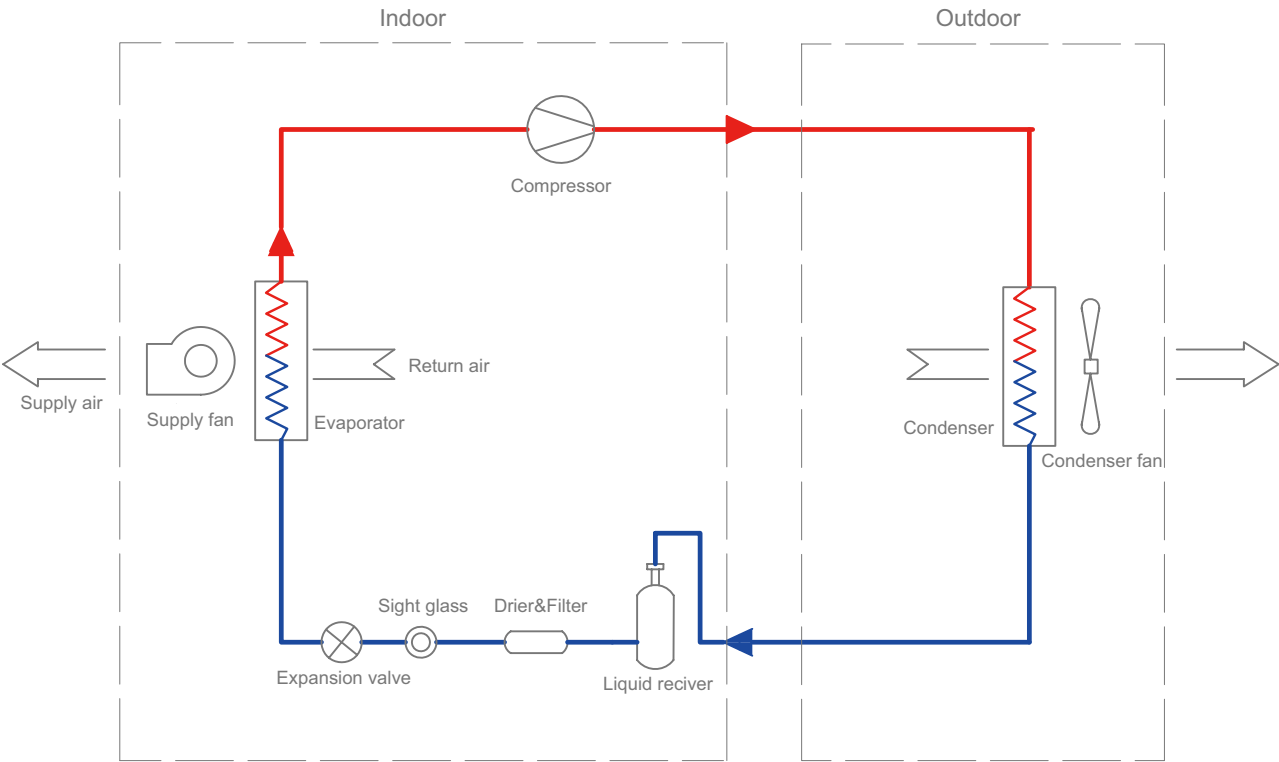 Indoor
Outdoor
Compressor
Return air
Supply air
Supply fan
Evaporator
Condenser
Condenser fan
Sight glass
Drier&Filter
Expansion valve
Liquid reciver